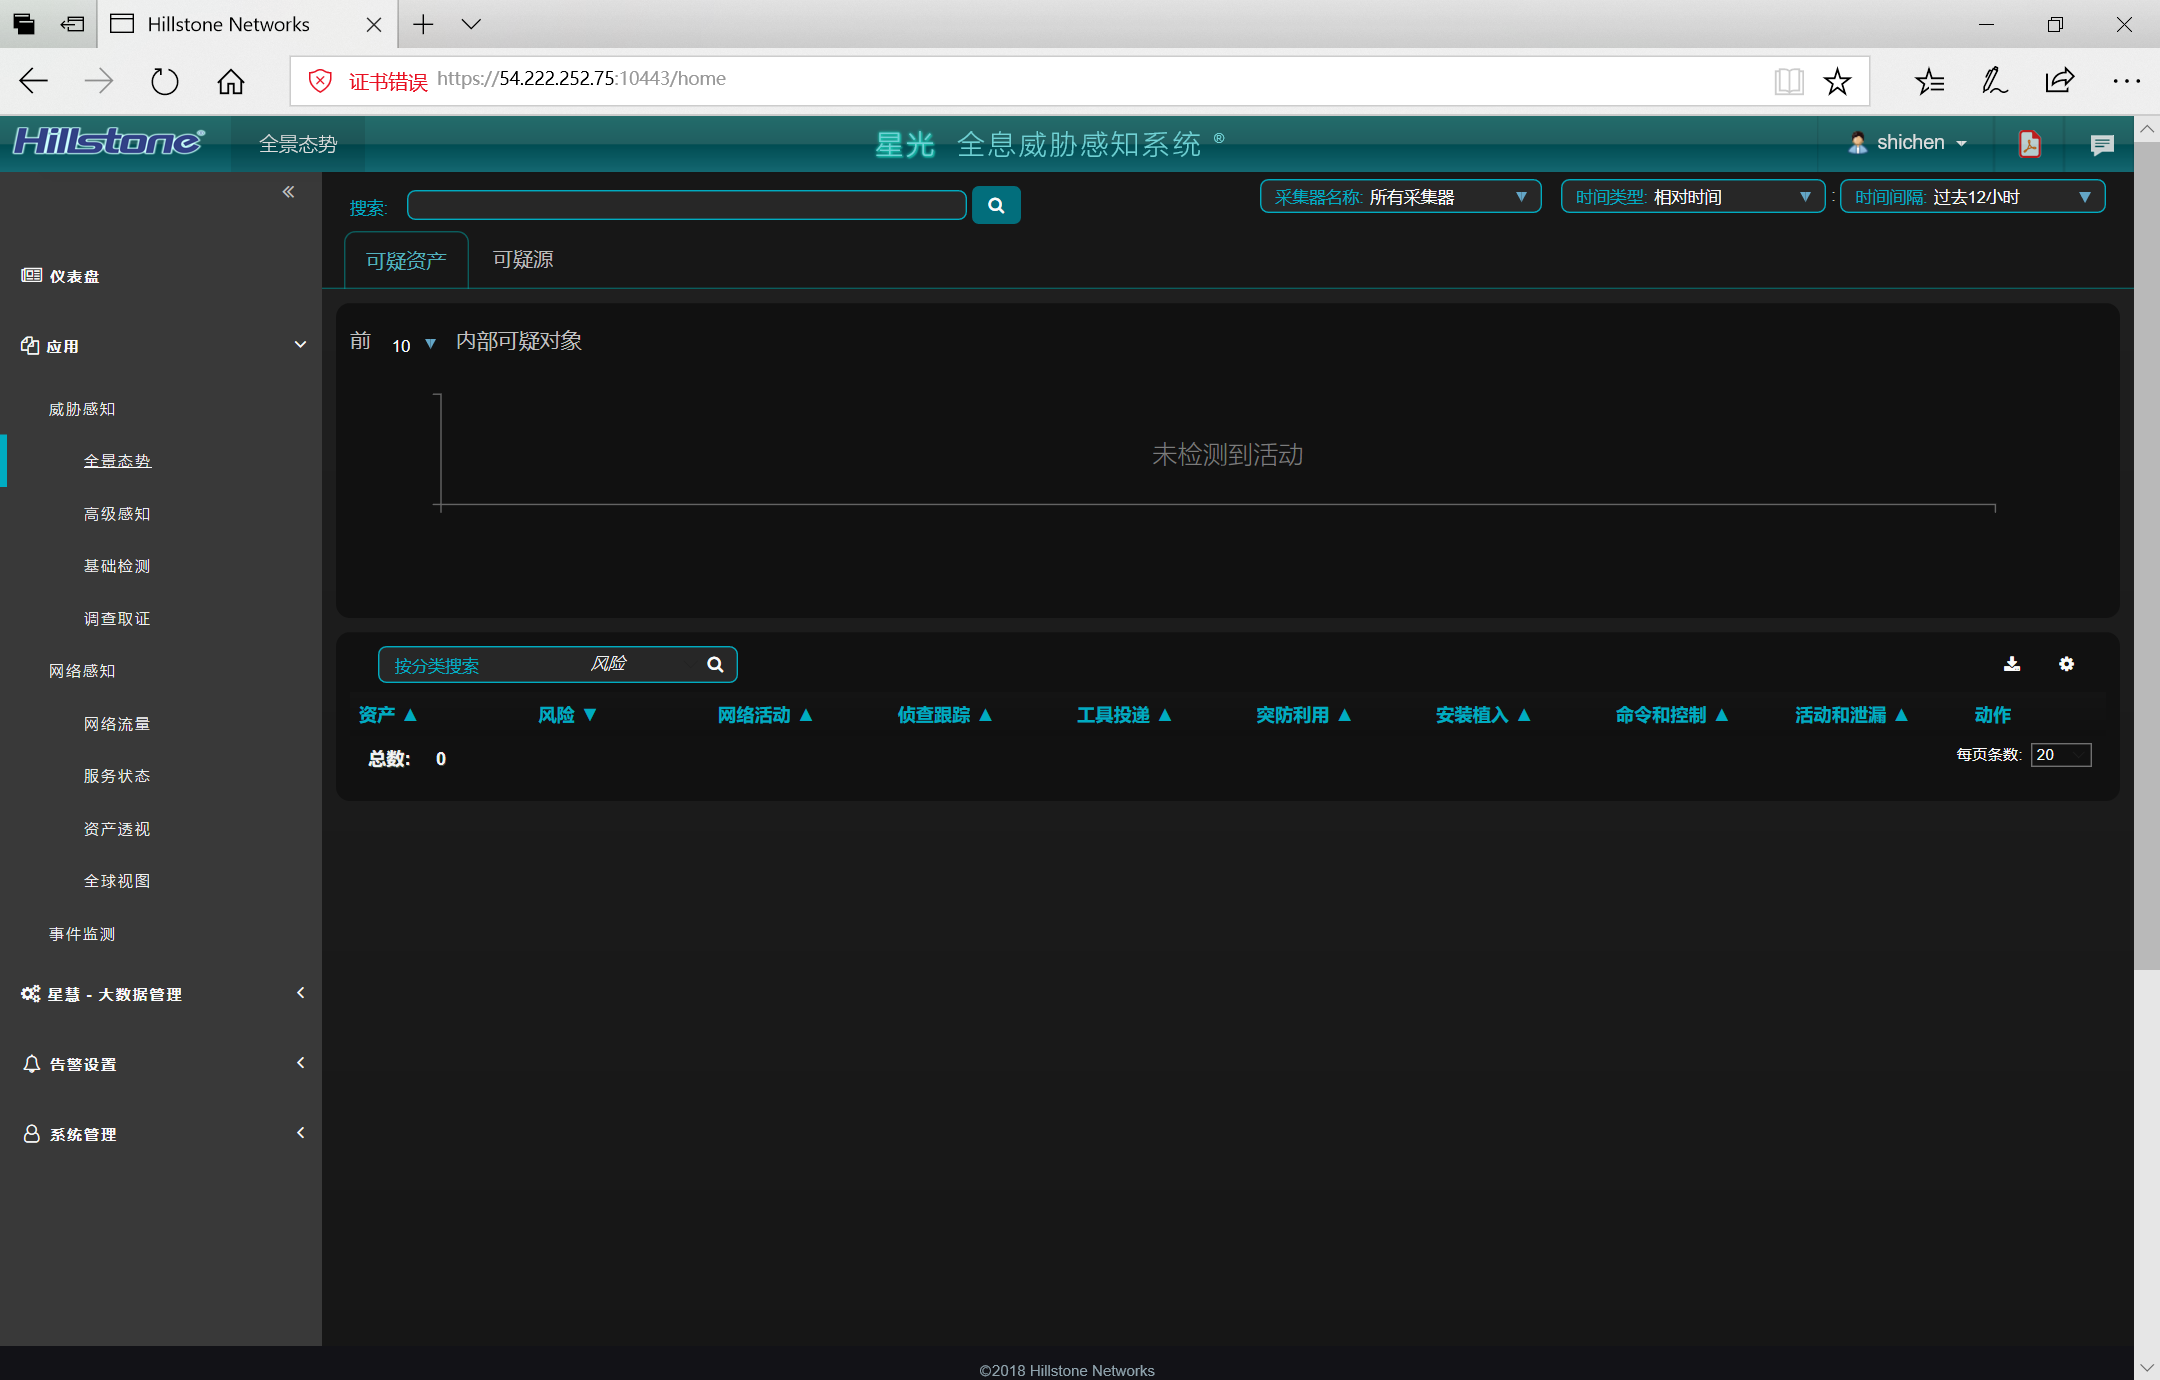 Hillstone Networks
证书错误 https://54.222.252.75:10443/home
Hillstone®
全景态势
星光 全息威胁感知系统 ®
shichen
搜索:
采集器名称: 所有采集器
时间类型: 相对时间
:
时间间隔: 过去12小时
可疑资产
可疑源
仪表盘
应用
威胁感知
全景态势
高级感知
基础检测
调查取证
网络感知
网络流量
服务状态
资产透视
全球视图
事件监测
星慧 - 大数据管理
告警设置
系统管理
前 10 ▼ 内部可疑对象
未检测到活动
按分类搜索 风险
资产 ▲ 风险 ▼ 网络活动 ▲ 侦查跟踪 ▲ 工具投递 ▲ 突防利用 ▲ 安装植入 ▲ 命令和控制 ▲ 活动和泄漏 ▲ 动作
总数: 0
每页条数: 20
©2018 Hillstone Networks